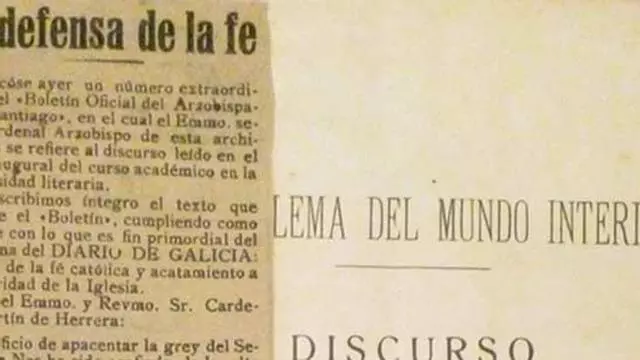 defensa de la fe
cóse ayer un número extraordi-
el «Boletín Oficial del Arzobispa-
antiago», en el cual el Emmo. se-
rdenal Arzobispo de esta archi-
se refiere al discurso leído en el
augural del curso académico en la
sidad literaria.
scribimos íntegro el texto que
e el «Boletín», cumpliendo como
e con lo que es fin primordial del
na del DIARIO DE GALICIA:
de la fé católica y acatamiento a
ridad de la Iglesia.
el Emmo. y Revmo. Sr. Carde-
rtín de Herrera:
ficio de apacentar la grey del Se-
LEMA DEL MUNDO INTERI
DISCURSO